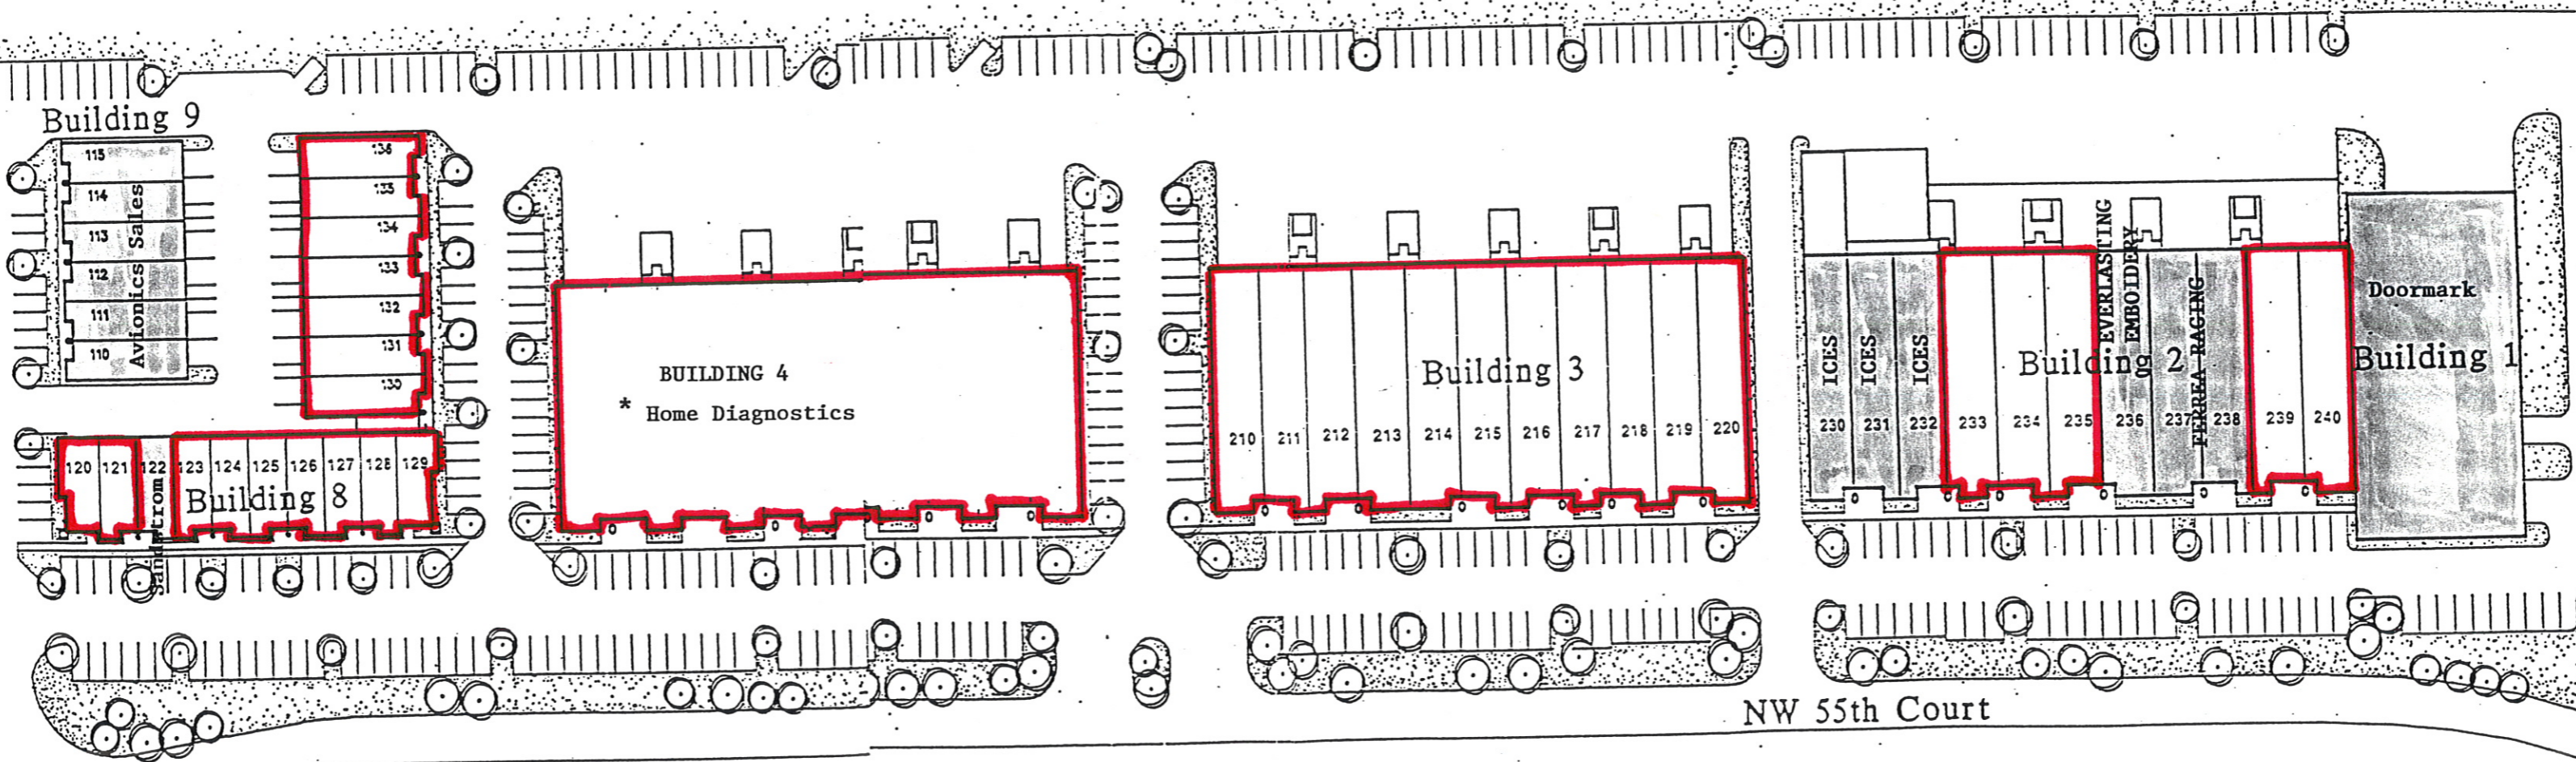 Building 9
115
114
113
112
111
110
Avionics Sales
136
135
134
133
132
131
130
120 121 122 123 124 125 126 127 128 129
Sandstrom
Building 8
BUILDING 4
* Home Diagnostics
Building 3
210 211 212 213 214 215 216 217 218 219 220
ICES
ICES
ICES
EVERLASTING
EMBOIDERY
FERREA RACING
Building 2
230 231 232 233 234 235 236 237 238 239 240
Doormark
Building 1
NW 55th Court